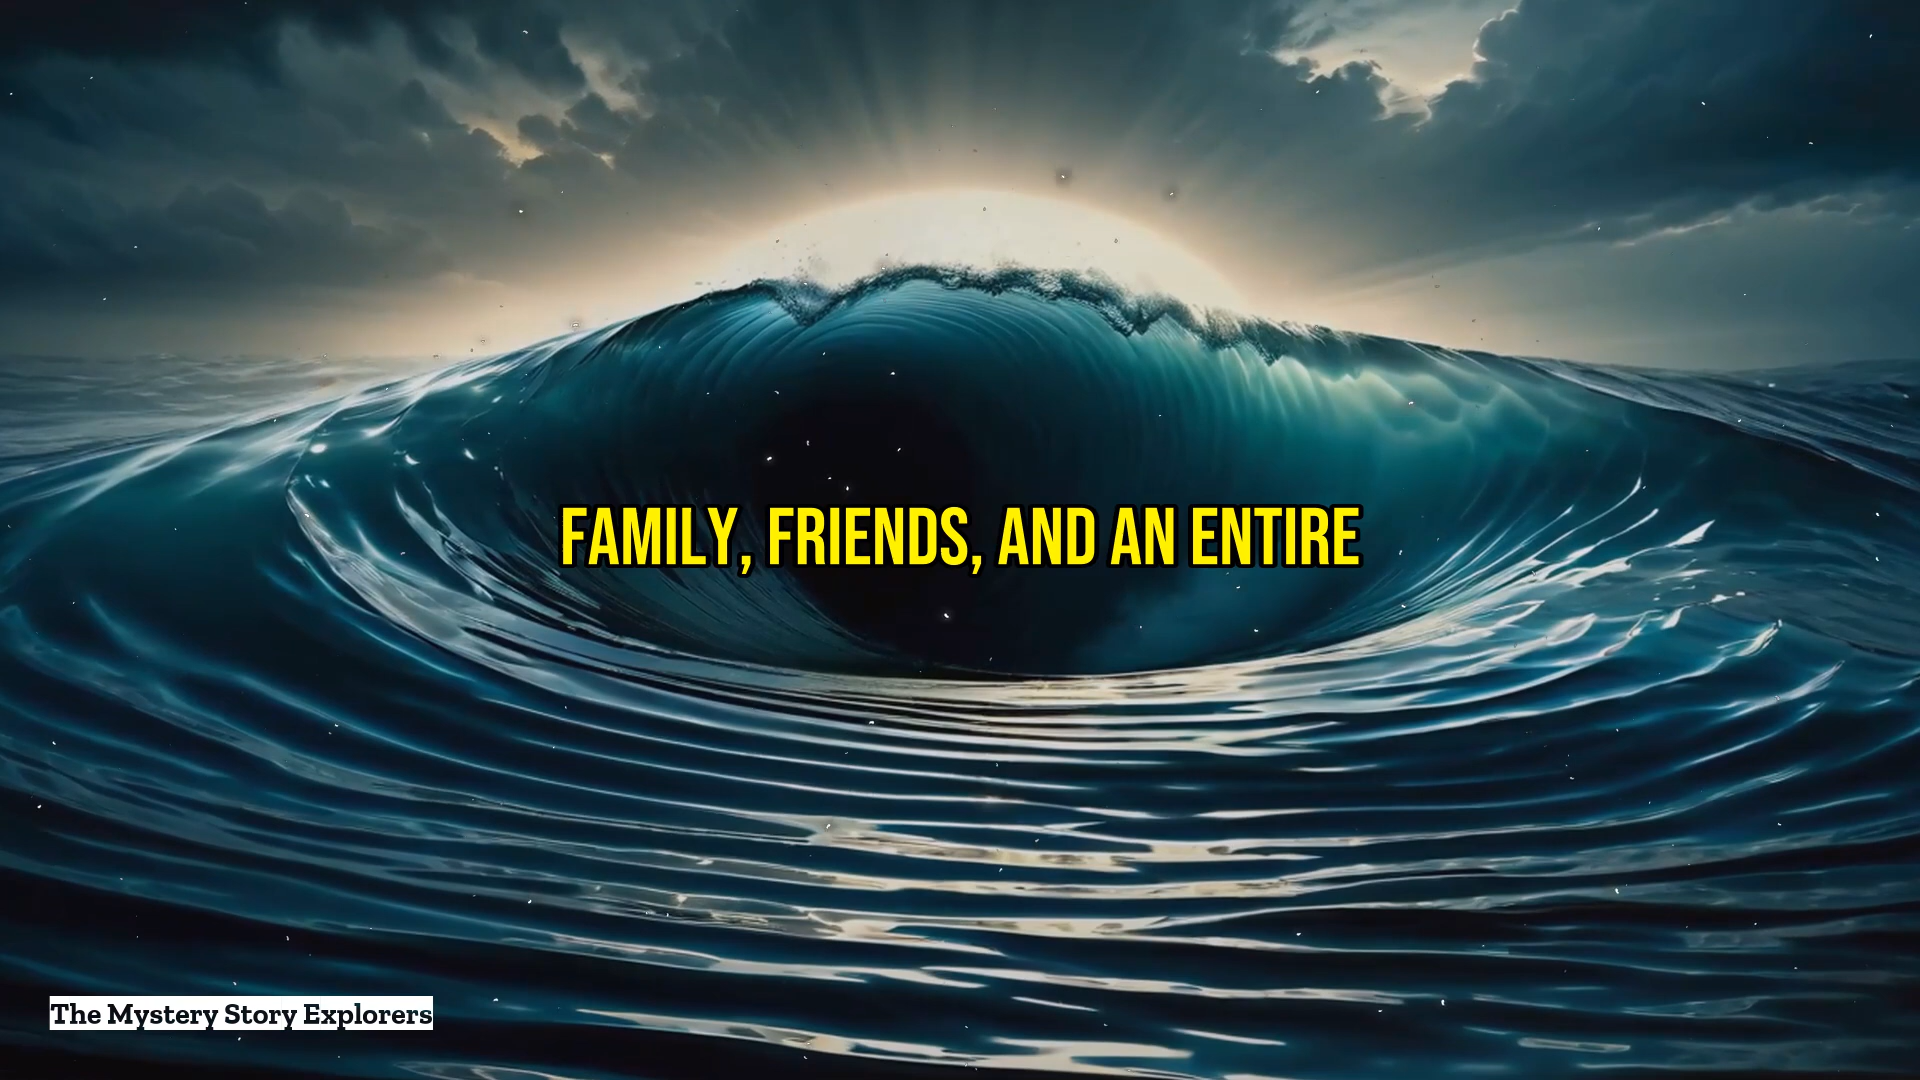 FAMILY, FRIENDS, AND AN ENTIRE
The Mystery Story Explorers